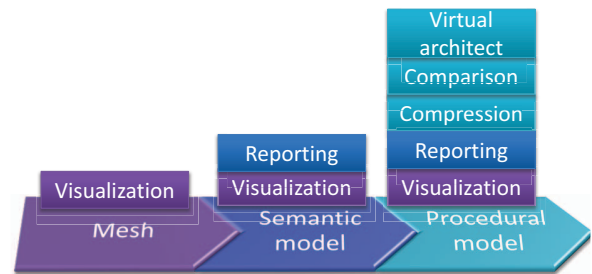 Virtual
architect
Comparison
Compression
Reporting
Reporting
Visualization
Visualization
Visualization
Mesh
Semantic
model
Procedural
model